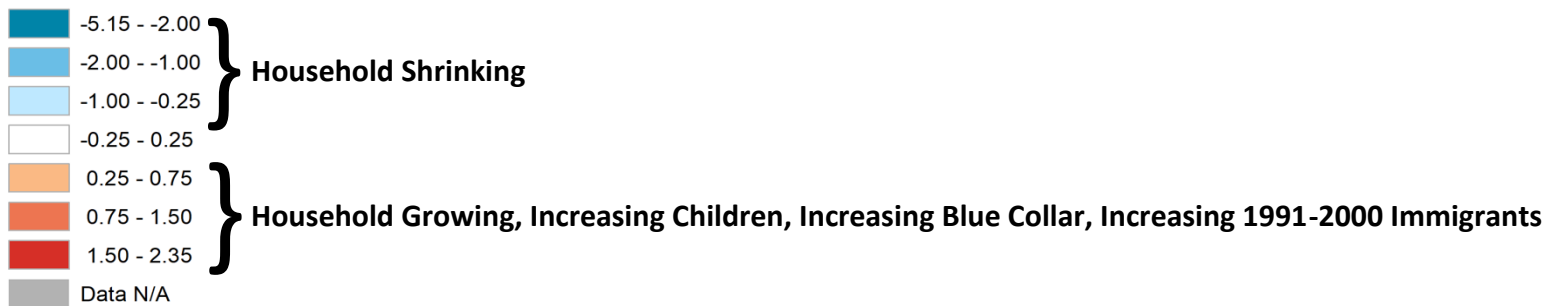 -5.15 - -2.00
-2.00 - -1.00
-1.00 - -0.25
Household Shrinking
-0.25 - 0.25
0.25 - 0.75
0.75 - 1.50
1.50 - 2.35
Household Growing, Increasing Children, Increasing Blue Collar, Increasing 1991-2000 Immigrants
Data N/A